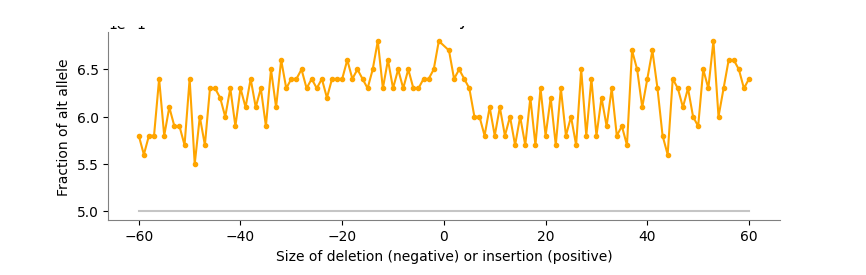 6.5
6.0
5.5
5.0
Fraction of alt allele
−60 −40 −20 0 20 40 60
Size of deletion (negative) or insertion (positive)